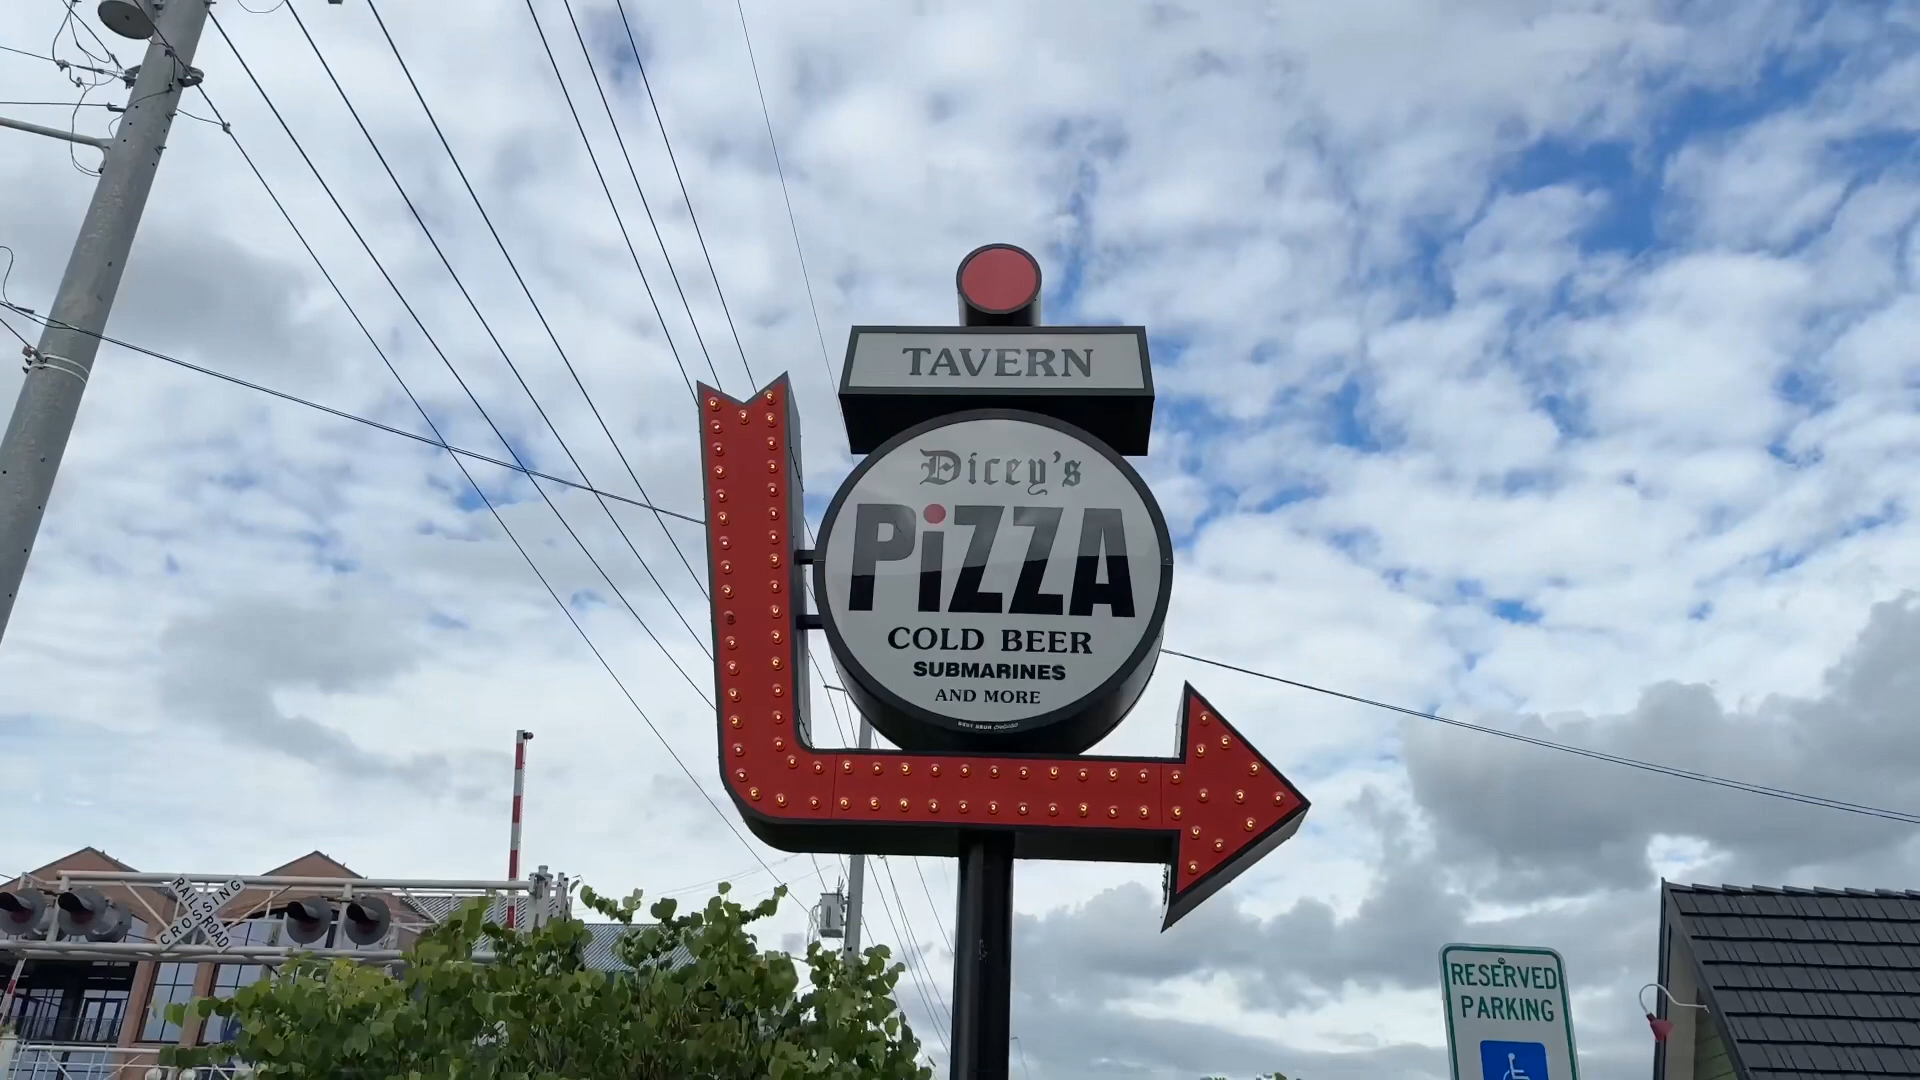 TAVERN
Dicey's
PiZZA
COLD BEER
SUBMARINES
AND MORE
RAILROAD
CROSSING
RESERVED
PARKING